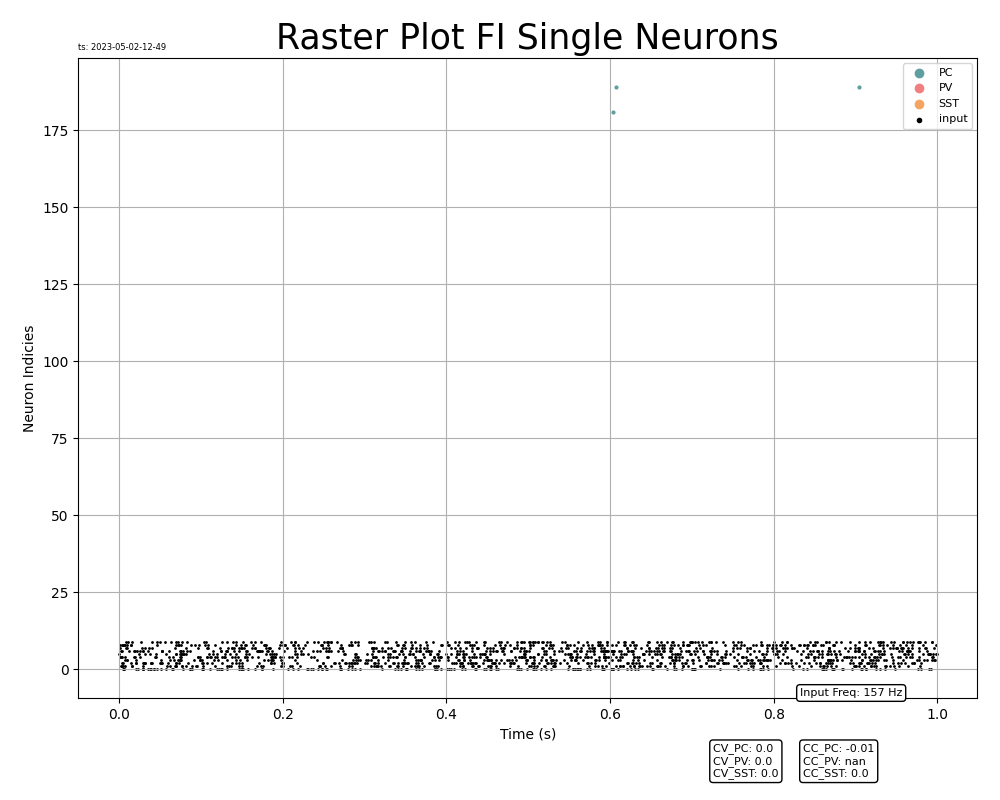 Raster Plot FI Single Neurons
ts: 2023-05-02-12-49
PC
PV
SST
input
175
150
125
100
75
50
25
0
Neuron Indicies
Input Freq: 157 Hz
0.0 0.2 0.4 0.6 0.8 1.0
Time (s)
CV_PC: 0.0
CV_PV: 0.0
CV_SST: 0.0
CC_PC: -0.01
CC_PV: nan
CC_SST: 0.0